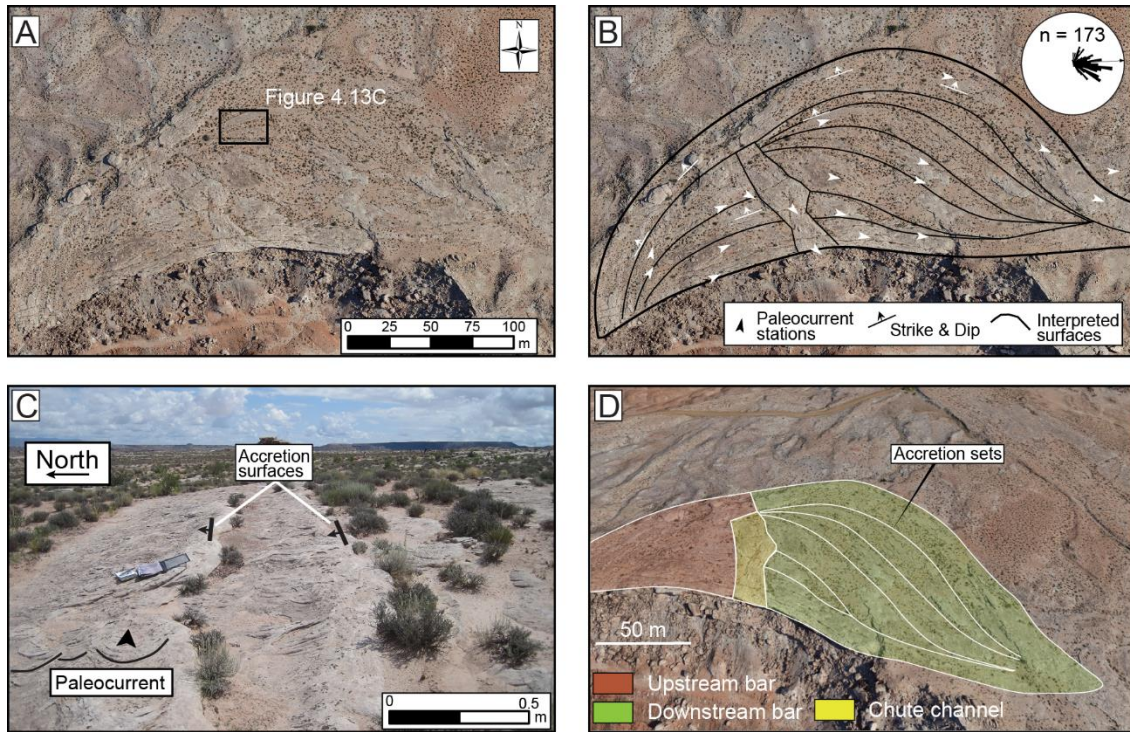 A
N
Figure 4.13C
0 25 50 75 100
m
B
n = 173
Paleocurrent
stations
Strike & Dip
Interpreted
surfaces
C
North
Accretion
surfaces
Paleocurrent
0 0.5
m
D
Accretion sets
50 m
Upstream bar
Downstream bar
Chute channel